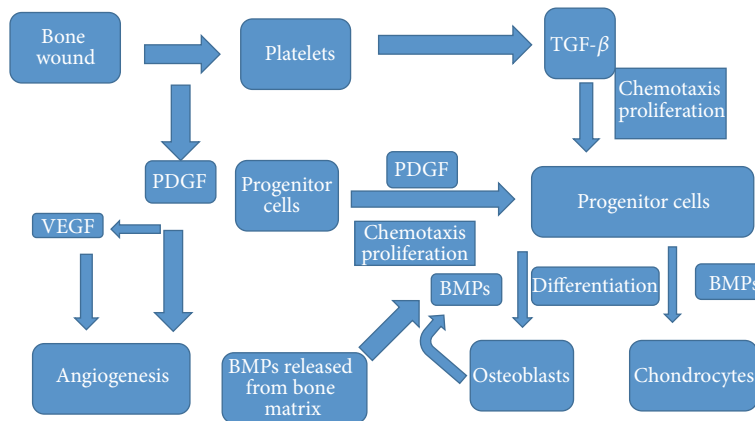 Bone
wound
Platelets
TGF-β
Chemotaxis
proliferation
PDGF
Progenitor
cells
PDGF
Chemotaxis
proliferation
Progenitor cells
VEGF
BMPs
Differentiation
BMPs
Angiogenesis
BMPs released
from bone
matrix
Osteoblasts
Chondrocytes